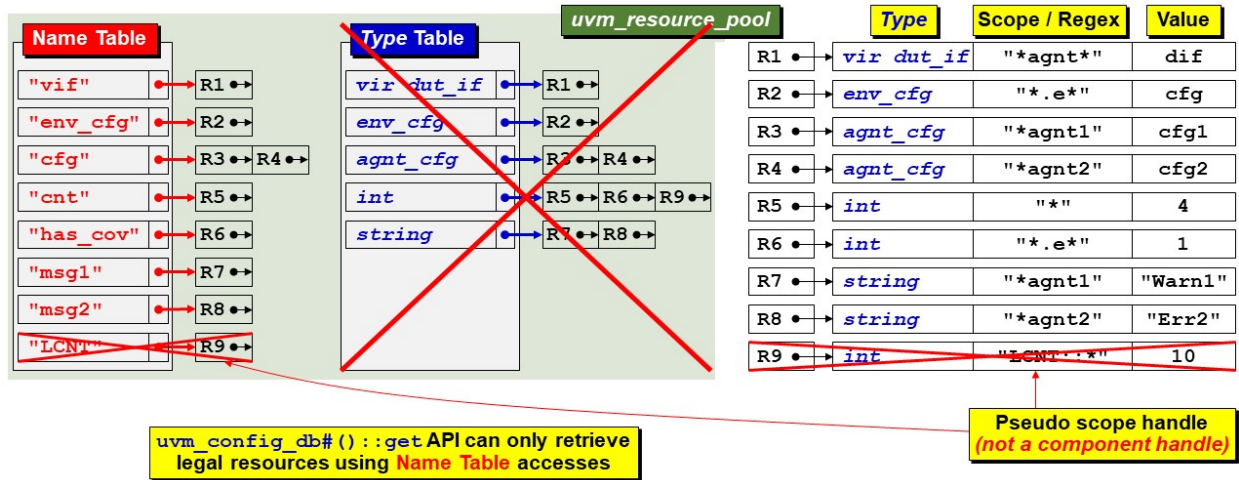 uvm_resource_pool
Name Table
Type Table
Type Scope / Regex Value
"vif" R1
"env_cfg" R2
"cfg" R3 R4
"cnt" R5
"has_cov" R6
"msg1" R7
"msg2" R8
"LCNT" R9
vir dut_if R1
env_cfg R2
agnt_cfg R3 R4
int R5 R6 R9
string R7 R8
R1 vir dut_if "*agnt*" dif
R2 env_cfg "*.e*" cfg
R3 agnt_cfg "*agnt1" cfg1
R4 agnt_cfg "*agnt2" cfg2
R5 int "*" 4
R6 int "*.e*" 1
R7 string "*agnt1" "Warn1"
R8 string "*agnt2" "Err2"
R9 int "LCNT::*" 10
uvm_config_db#()::get API can only retrieve
legal resources using Name Table accesses
Pseudo scope handle
(not a component handle)